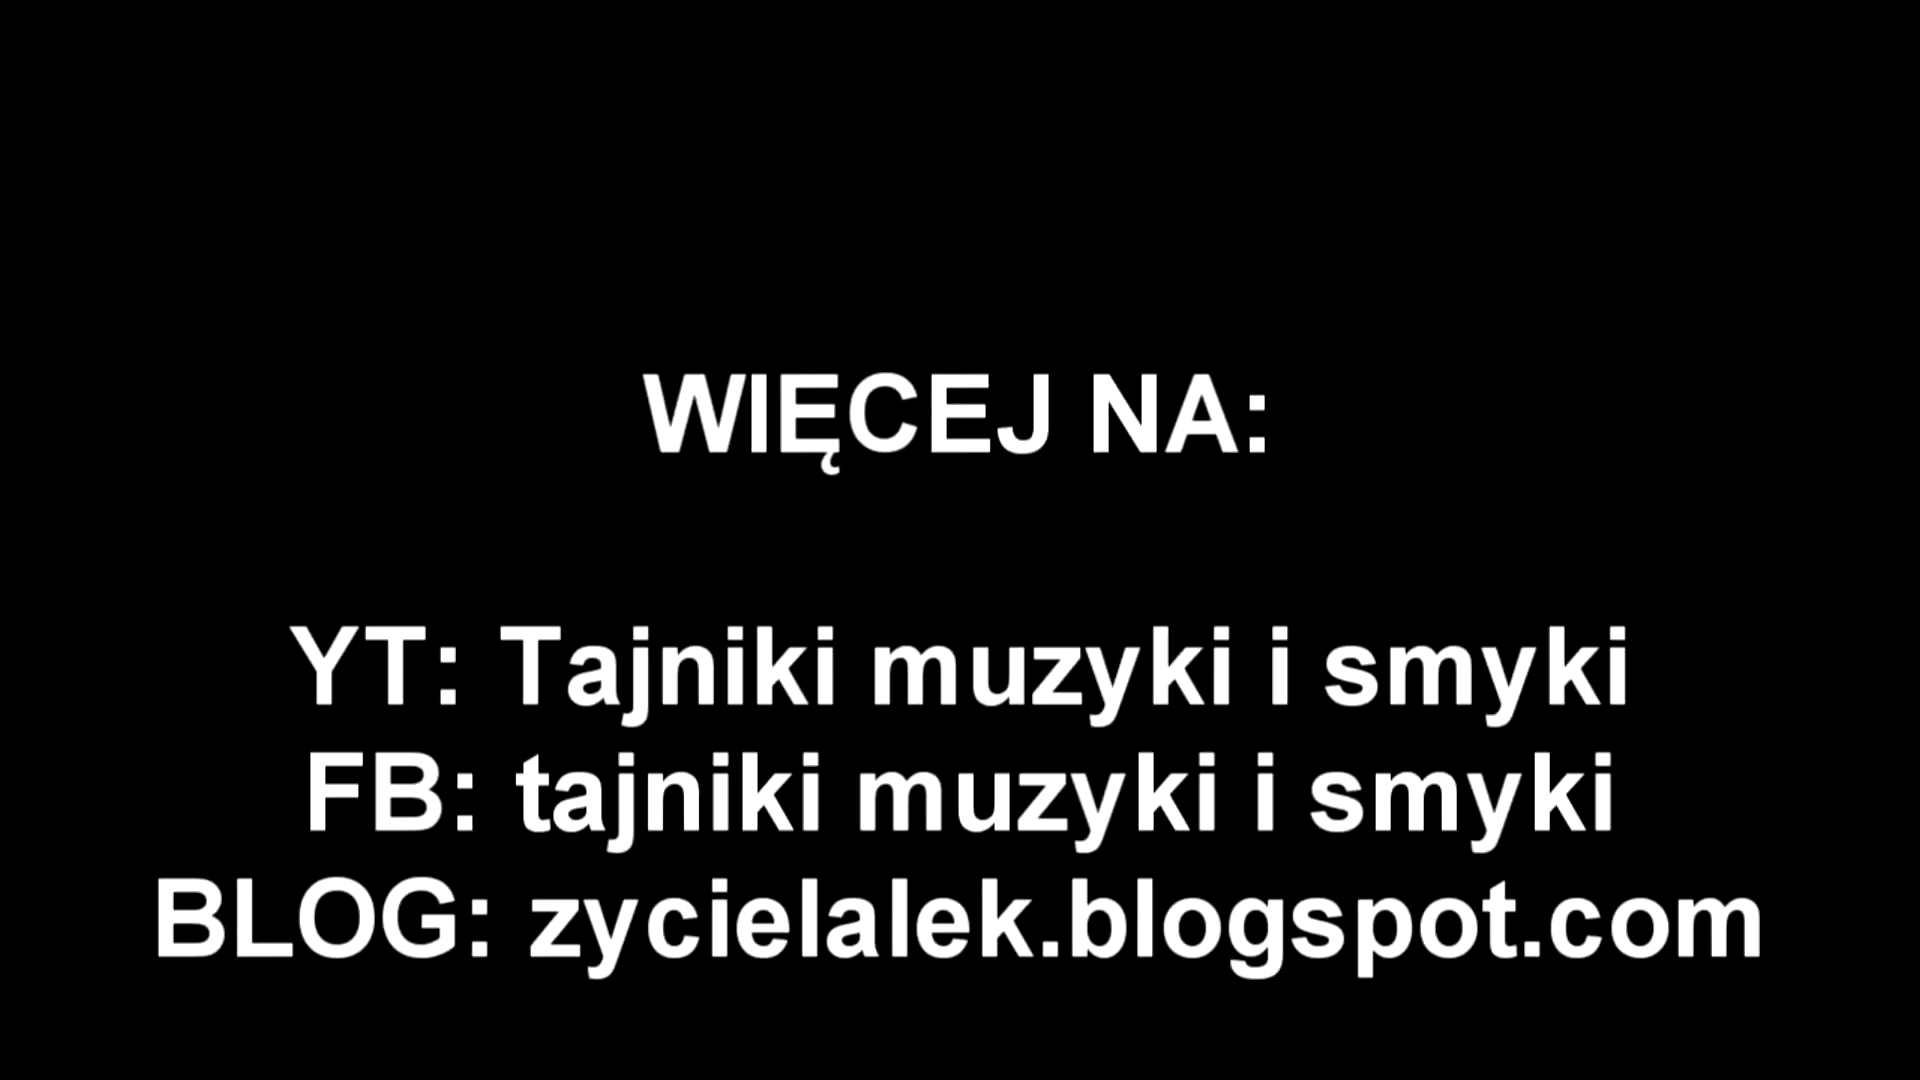 WIĘCEJ NA:
YT: Tajniki muzyki i smyki
FB: tajniki muzyki i smyki
BLOG: zycielalek.blogspot.com